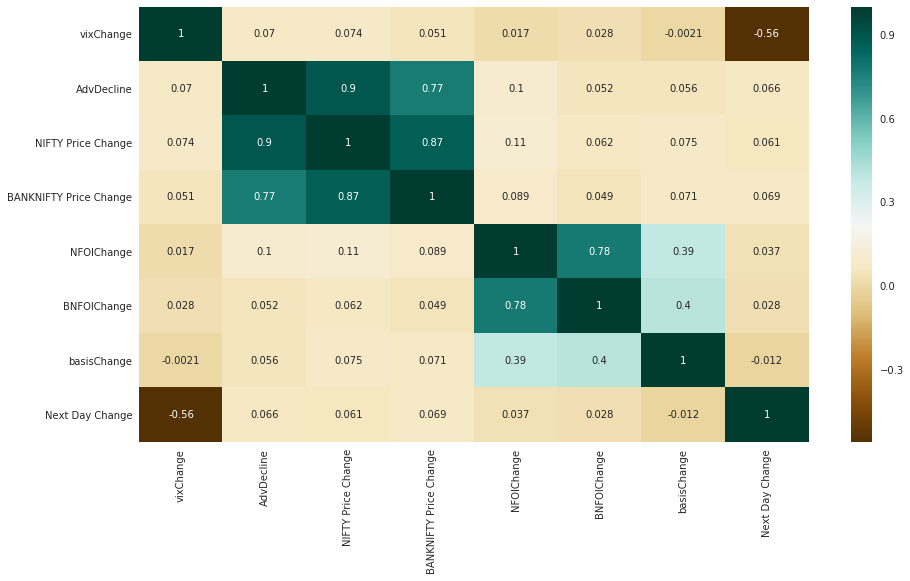 vixChange 1 0.07 0.074 0.051 0.017 0.028 -0.0021 -0.56
AdvDecline 0.07 1 0.9 0.77 0.1 0.052 0.056 0.066
NIFTY Price Change 0.074 0.9 1 0.87 0.11 0.062 0.075 0.061
BANKNIFTY Price Change 0.051 0.77 0.87 1 0.089 0.049 0.071 0.069
NFOIChange 0.017 0.1 0.11 0.089 1 0.78 0.39 0.037
BNFOIChange 0.028 0.052 0.062 0.049 0.78 1 0.4 0.028
basisChange -0.0021 0.056 0.075 0.071 0.39 0.4 1 -0.012
Next Day Change -0.56 0.066 0.061 0.069 0.037 0.028 -0.012 1
vixChange
AdvDecline
NIFTY Price Change
BANKNIFTY Price Change
NFOIChange
BNFOIChange
basisChange
Next Day Change
0.9
0.6
0.3
0.0
−0.3